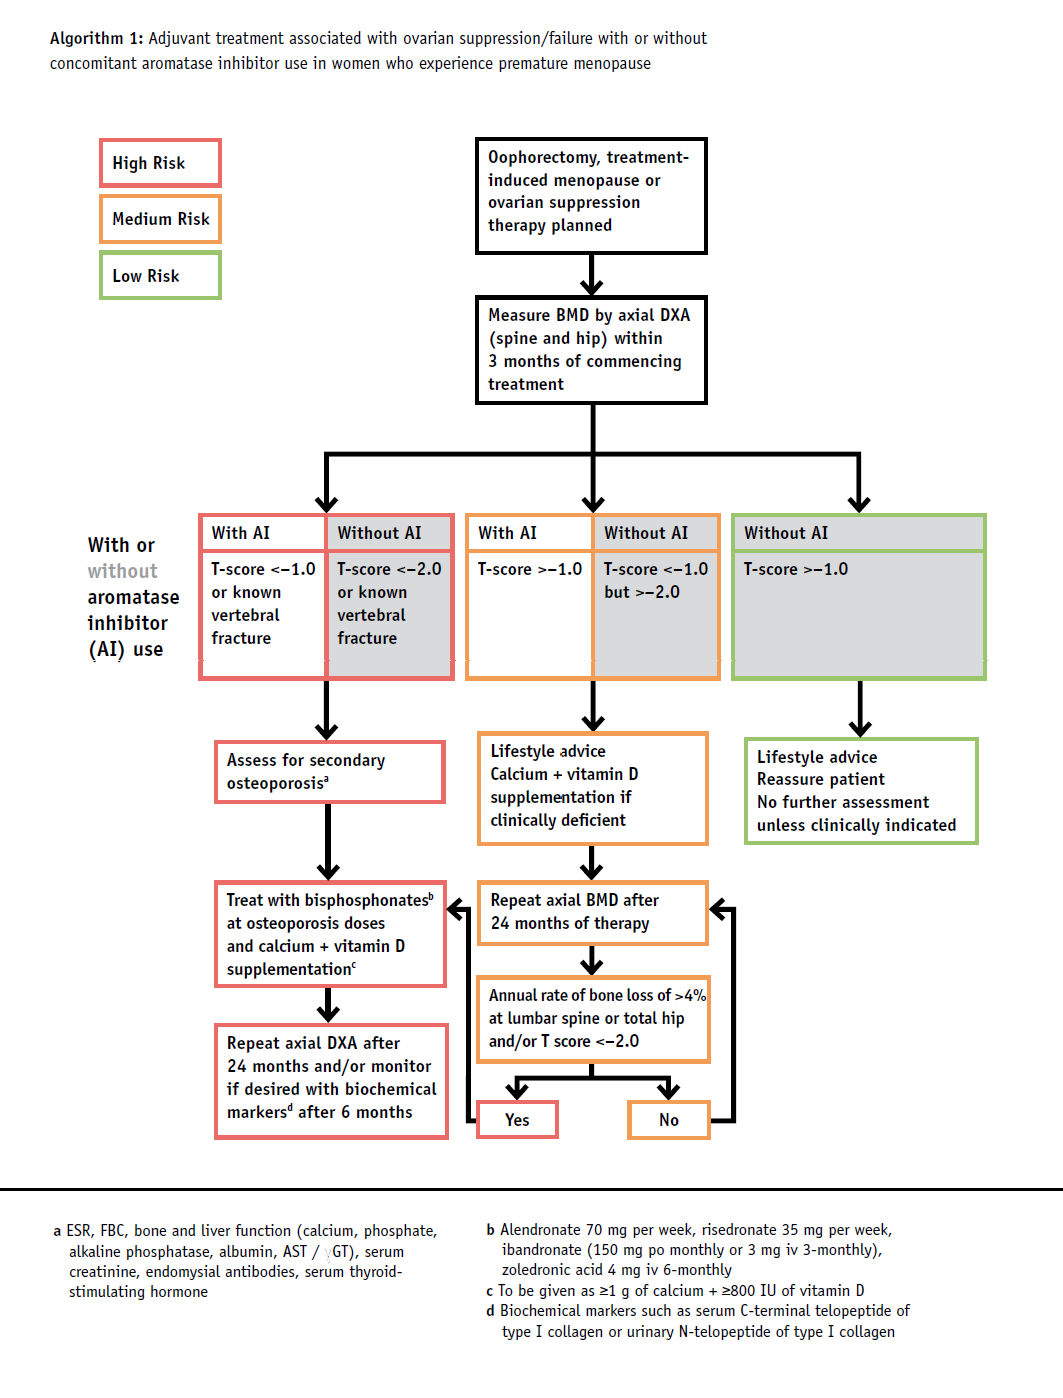 Algorithm 1: Adjuvant treatment associated with ovarian suppression/failure with or without
concomitant aromatase inhibitor use in women who experience premature menopause
High Risk
Medium Risk
Low Risk
Oophorectomy, treatment-
induced menopause or
ovarian suppression
therapy planned
Measure BMD by axial DXA
(spine and hip) within
3 months of commencing
treatment
With or
without
aromatase
inhibitor
(AI) use
With AI
T-score <–1.0
or known
vertebral
fracture
Without AI
T-score <–2.0
or known
vertebral
fracture
With AI
T-score >–1.0
Without AI
T-score <–1.0
but >–2.0
Without AI
T-score >–1.0
Assess for secondary
osteoporosisᵃ
Treat with bisphosphonatesᵇ
at osteoporosis doses
and calcium + vitamin D
supplementationᶜ
Repeat axial DXA after
24 months and/or monitor
if desired with biochemical
markersᵈ after 6 months
Lifestyle advice
Calcium + vitamin D
supplementation if
clinically deficient
Repeat axial BMD after
24 months of therapy
Annual rate of bone loss of >4%
at lumbar spine or total hip
and/or T score <–2.0
Yes
No
Lifestyle advice
Reassure patient
No further assessment
unless clinically indicated
a ESR, FBC, bone and liver function (calcium, phosphate,
alkaline phosphatase, albumin, AST / γGT), serum
creatinine, endomysial antibodies, serum thyroid-
stimulating hormone
b Alendronate 70 mg per week, risedronate 35 mg per week,
ibandronate (150 mg po monthly or 3 mg iv 3-monthly),
zoledronic acid 4 mg iv 6-monthly
c To be given as ≥1 g of calcium + ≥800 IU of vitamin D
d Biochemical markers such as serum C-terminal telopeptide of
type I collagen or urinary N-telopeptide of type I collagen